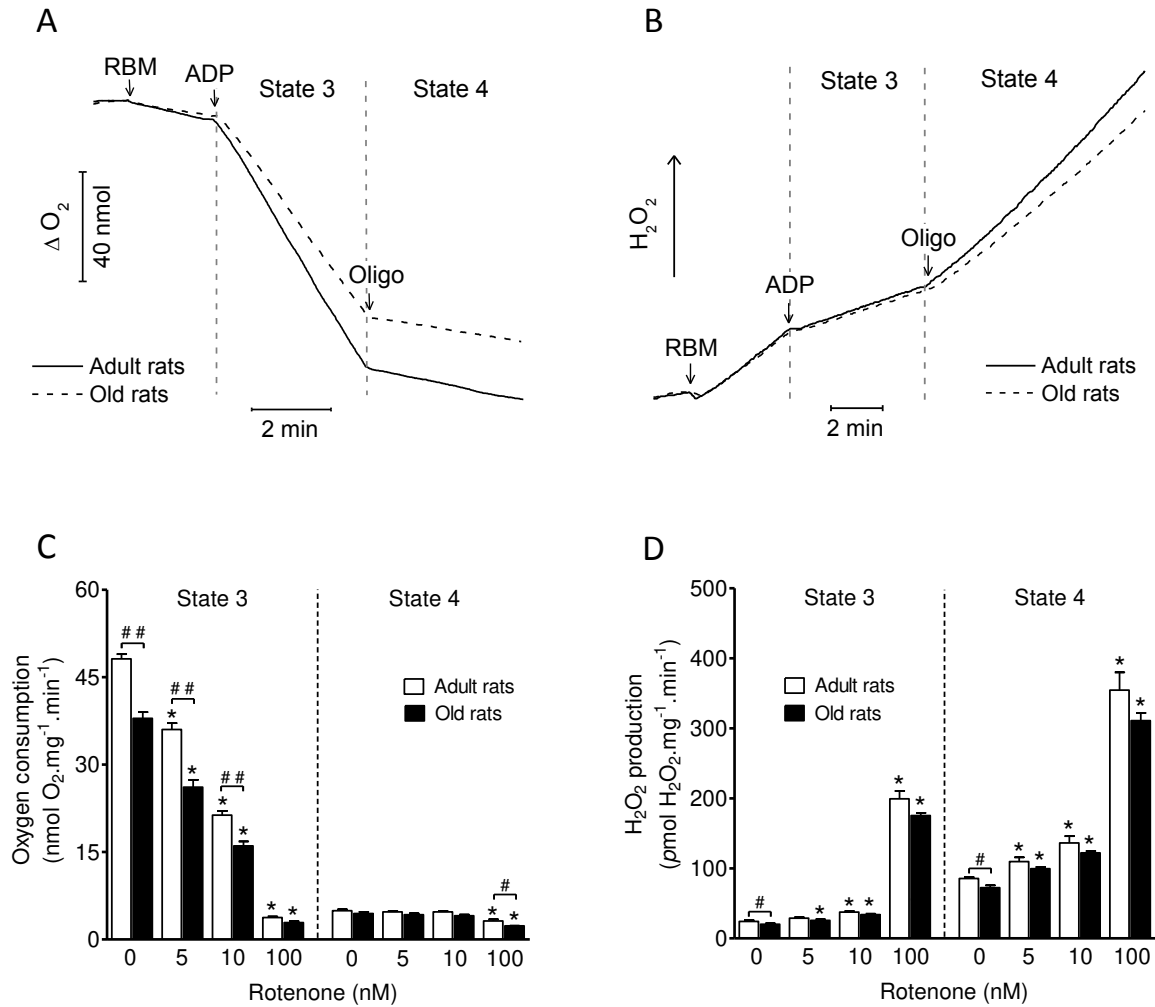 A
RBM
ADP
State 3
State 4
Δ O₂
40 nmol
Oligo
Adult rats
Old rats
2 min
B
State 3
State 4
H₂O₂
Oligo
ADP
RBM
Adult rats
Old rats
2 min
C
60
45
30
15
0
Oxygen consumption
(nmol O₂.mg⁻¹.min⁻¹)
State 3
State 4
# #
# #
*
*
# #
*
*
* *
#
* *
Adult rats
Old rats
0 5 10 100 0 5 10 100
Rotenone (nM)
D
500
400
300
200
100
0
H₂O₂ production
(pmol H₂O₂.mg⁻¹.min⁻¹)
State 3
State 4
Adult rats
Old rats
#
*
* *
*
*
#
* *
*
*
*
*
0 5 10 100 0 5 10 100
Rotenone (nM)